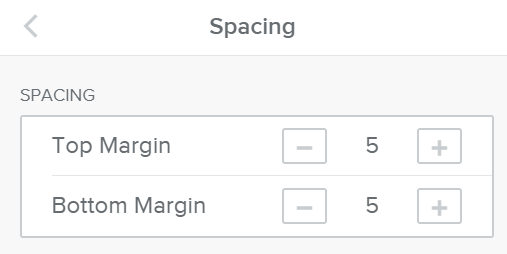 Spacing
SPACING
Top Margin − 5 +
Bottom Margin − 5 +